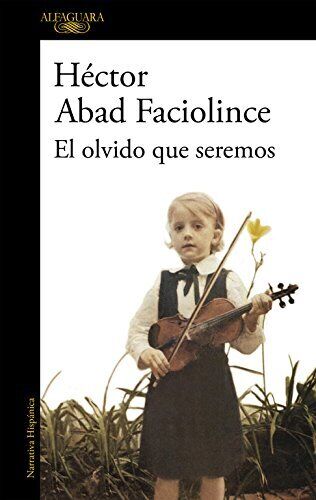 ALFAGUARA
Héctor
Abad Faciolince
El olvido que seremos
Narrativa Hispánica